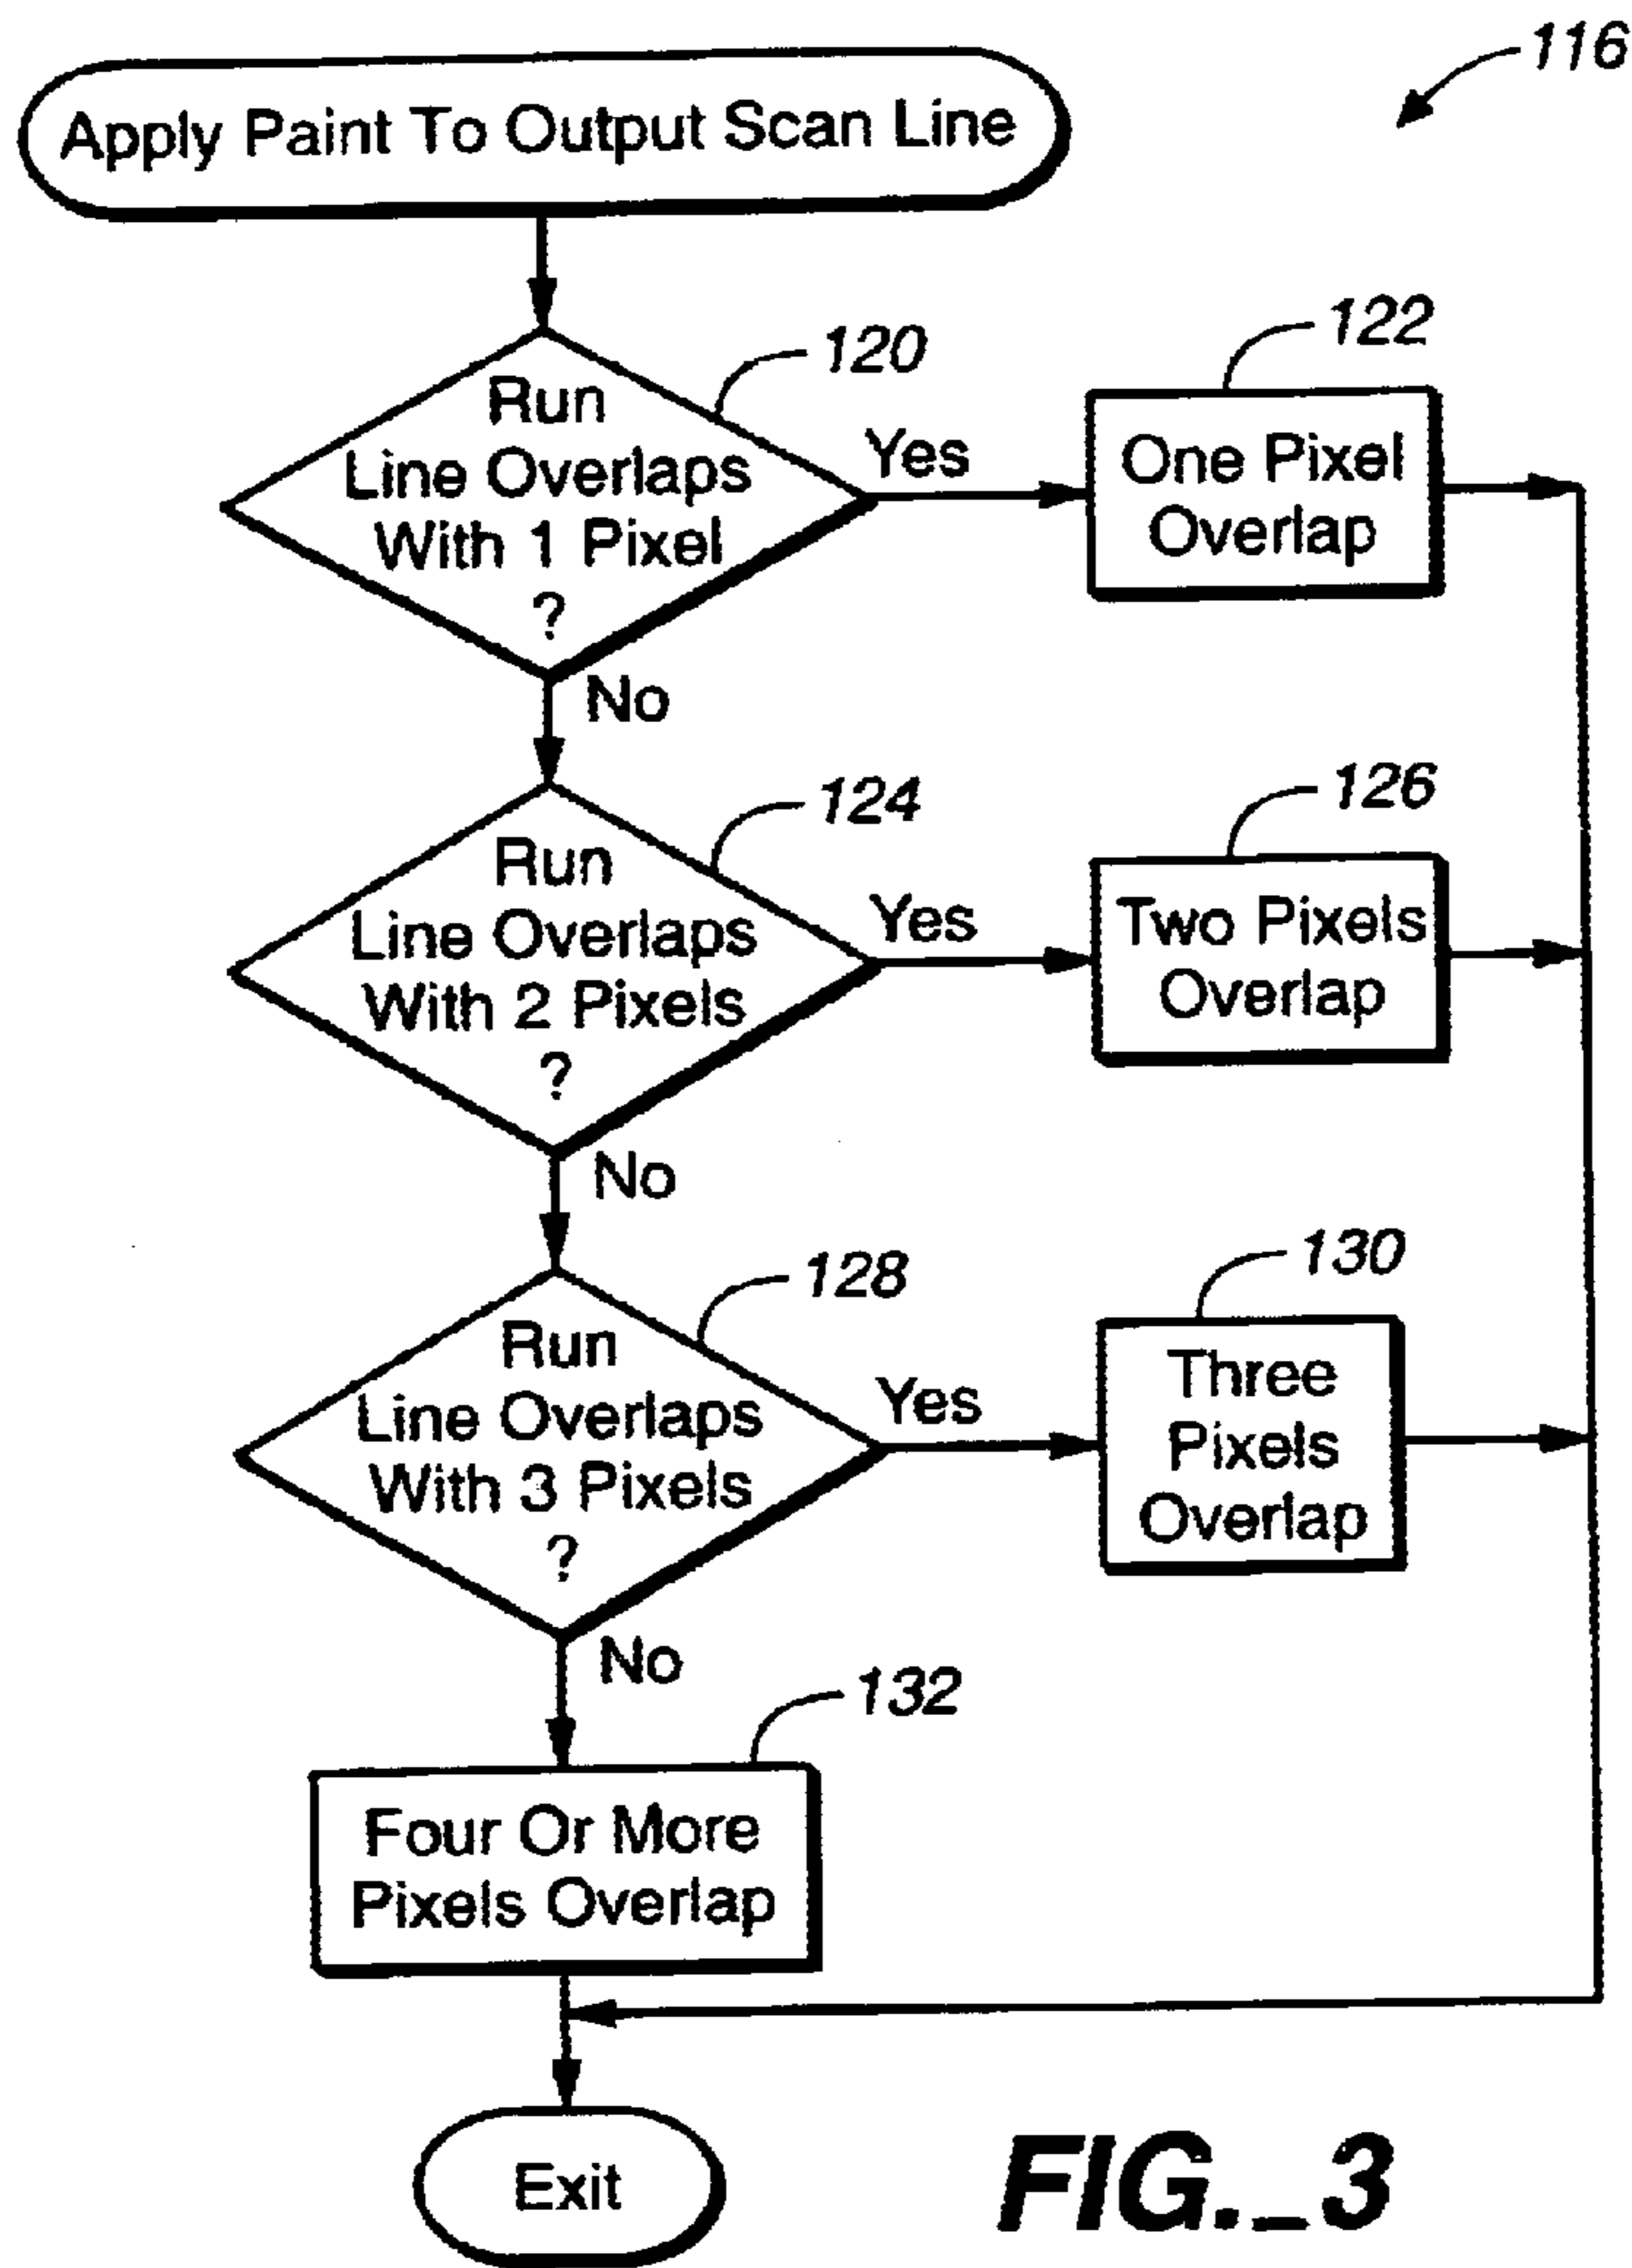 116
Apply Paint To Output Scan Line
120
Run
Line Overlaps
With 1 Pixel
?
Yes
122
One Pixel
Overlap
No
124
Run
Line Overlaps
With 2 Pixels
?
Yes
126
Two Pixels
Overlap
No
128
Run
Line Overlaps
With 3 Pixels
?
Yes
130
Three
Pixels
Overlap
No
132
Four Or More
Pixels Overlap
Exit
FIG._3